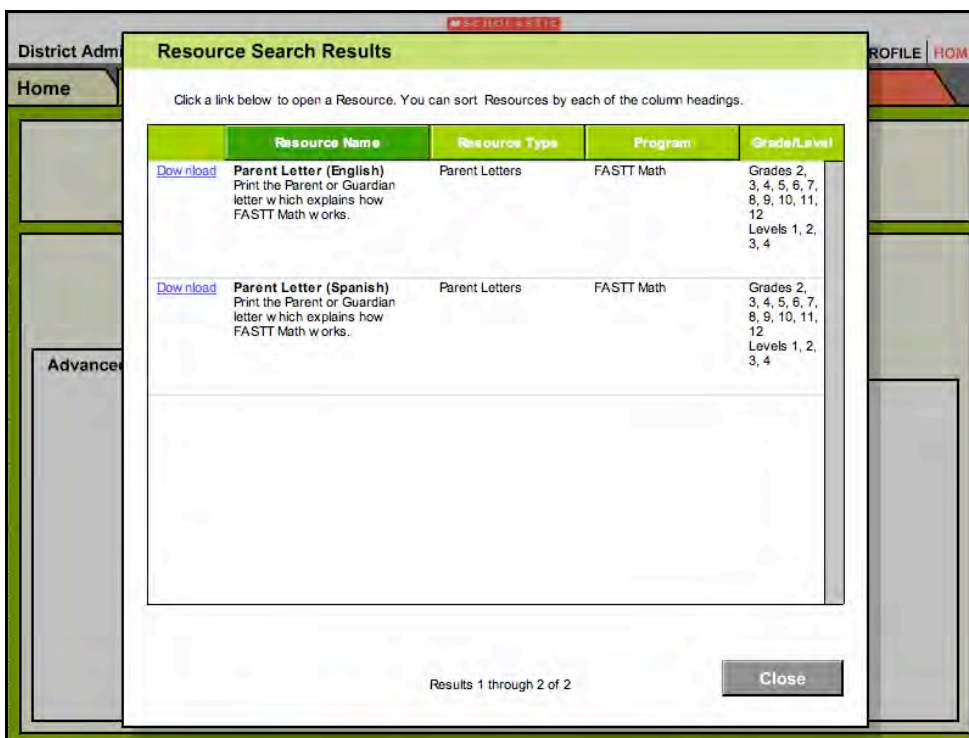 SCHOLASTIC
District Admi
ROFILE HOM
Home
Resource Search Results
Click a link below to open a Resource. You can sort Resources by each of the column headings.
Resource Name Resource Type Program Grade/Level
Download Parent Letter (English) Parent Letters FASTT Math Grades 2,
Print the Parent or Guardian 3, 4, 5, 6, 7,
letter which explains how 8, 9, 10, 11,
FASTT Math works. 12
Levels 1, 2,
3, 4
Download Parent Letter (Spanish) Parent Letters FASTT Math Grades 2,
Print the Parent or Guardian 3, 4, 5, 6, 7,
letter which explains how 8, 9, 10, 11,
FASTT Math works. 12
Levels 1, 2,
3, 4
Advanced
Results 1 through 2 of 2
Close